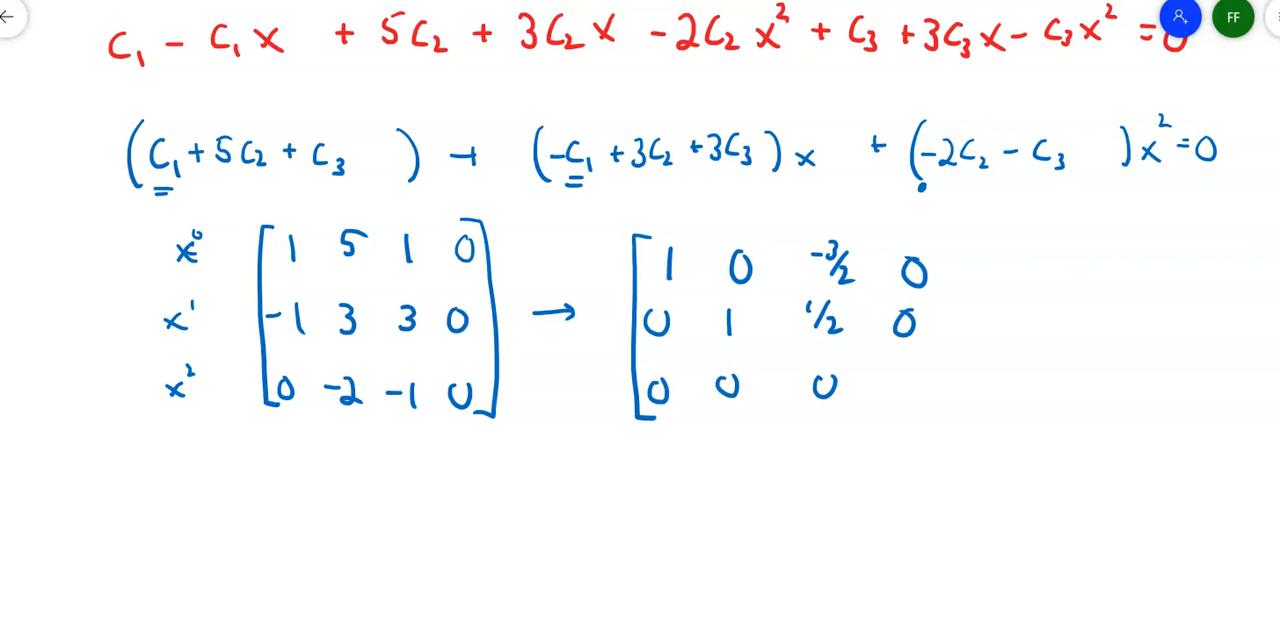 FF
C₁ - C₁x + 5C₂ + 3C₂x - 2C₂x² + C₃ + 3C₃x - C₃x² = 0
(C₁ + 5C₂ + C₃ ) + (-C₁ + 3C₂ + 3C₃)x + (-2C₂ - C₃ )x² = 0
x⁰ [ 1 5 1 0 ] [ 1 0 -3/2 0
x¹ [ -1 3 3 0 ] → [ 0 1 1/2 0
x² [ 0 -2 -1 0 ] [ 0 0 0